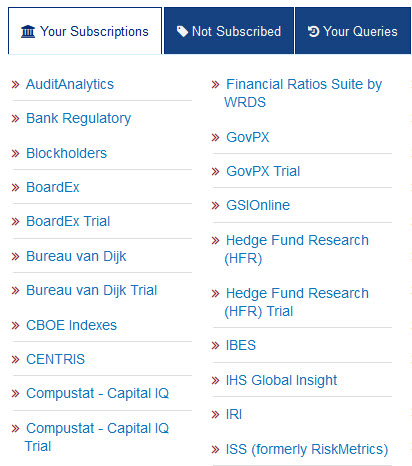 Your Subscriptions
Not Subscribed
Your Queries
AuditAnalytics
Bank Regulatory
Blockholders
BoardEx
BoardEx Trial
Bureau van Dijk
Bureau van Dijk Trial
CBOE Indexes
CENTRIS
Compustat - Capital IQ
Compustat - Capital IQ
Trial
Financial Ratios Suite by
WRDS
GovPX
GovPX Trial
GSIOnline
Hedge Fund Research
(HFR)
Hedge Fund Research
(HFR) Trial
IBES
IHS Global Insight
IRI
ISS (formerly RiskMetrics)